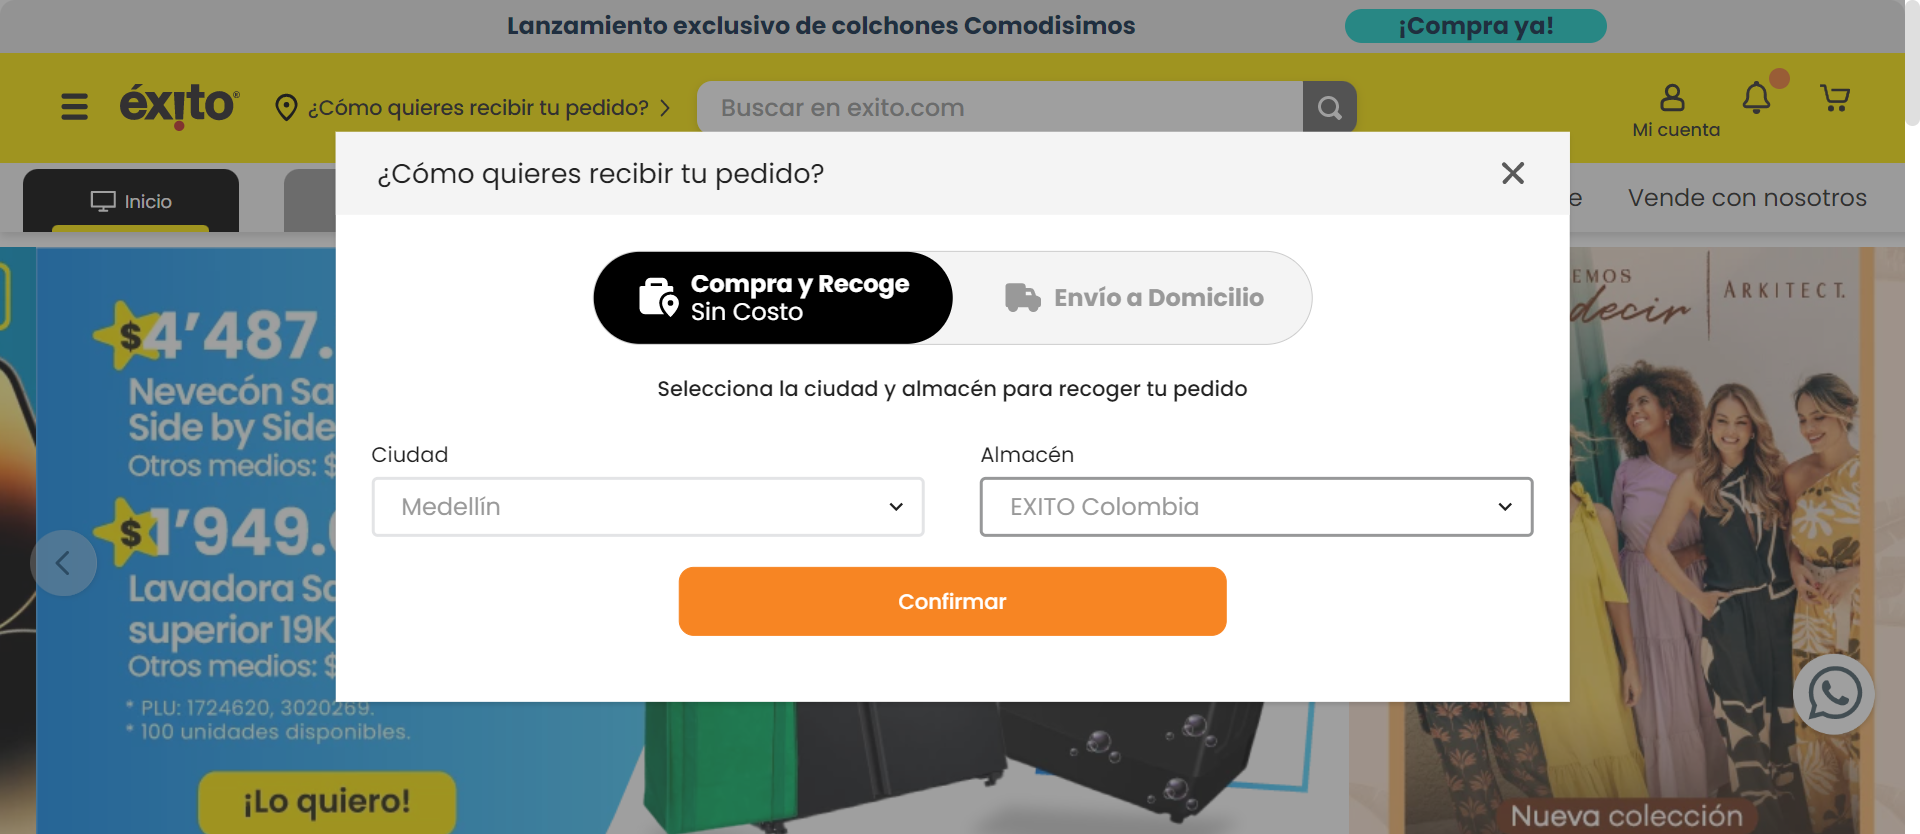 Lanzamiento exclusivo de colchones Comodisimos
¡Compra ya!
éxito
¿Cómo quieres recibir tu pedido?
Buscar en exito.com
Mi cuenta
¿Cómo quieres recibir tu pedido?
Inicio
e
Vende con nosotros
Compra y Recoge
Sin Costo
Envío a Domicilio
Selecciona la ciudad y almacén para recoger tu pedido
Ciudad
Almacén
Medellín
EXITO Colombia
Confirmar
$4'487.
Nevecón Sa
Side by Side
Otros medios: $
$1'949.
Lavadora Sa
superior 19K
Otros medios: $
* PLU: 1724620, 3020269.
* 100 unidades disponibles.
¡Lo quiero!
EMOS
decir
ARKITECT.
Nueva colección